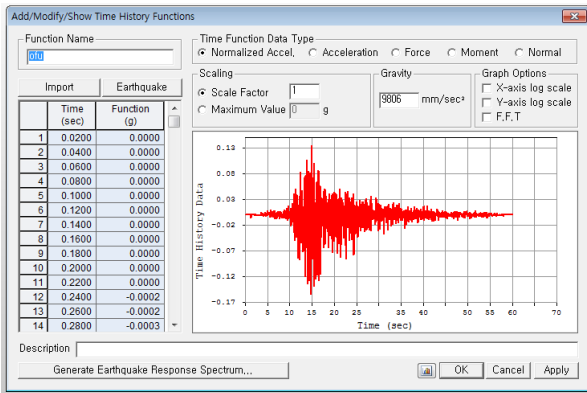 Add/Modify/Show Time History Functions
Function Name
ofu
Import Earthquake
Time (sec) Function (g)
1 0.0200 0.0000
2 0.0400 0.0000
3 0.0600 0.0000
4 0.0800 0.0000
5 0.1000 0.0000
6 0.1200 0.0000
7 0.1400 0.0000
8 0.1600 0.0000
9 0.1800 0.0000
10 0.2000 0.0000
11 0.2200 0.0000
12 0.2400 -0.0002
13 0.2600 -0.0002
14 0.2800 -0.0003
Time Function Data Type
Normalized Accel, Acceleration Force Moment Normal
Scaling
Scale Factor 1
Maximum Value 0 g
Gravity
9806 mm/sec²
Graph Options
X-axis log scale
Y-axis log scale
F.F.T
Time History Data
0.13
0.08
0.03
-0.02
-0.07
-0.12
-0.17
0 5 10 15 20 25 30 35 40 45 50 55 60 70
Time (sec)
Description
Generate Earthquake Response Spectrum...
OK Cancel Apply